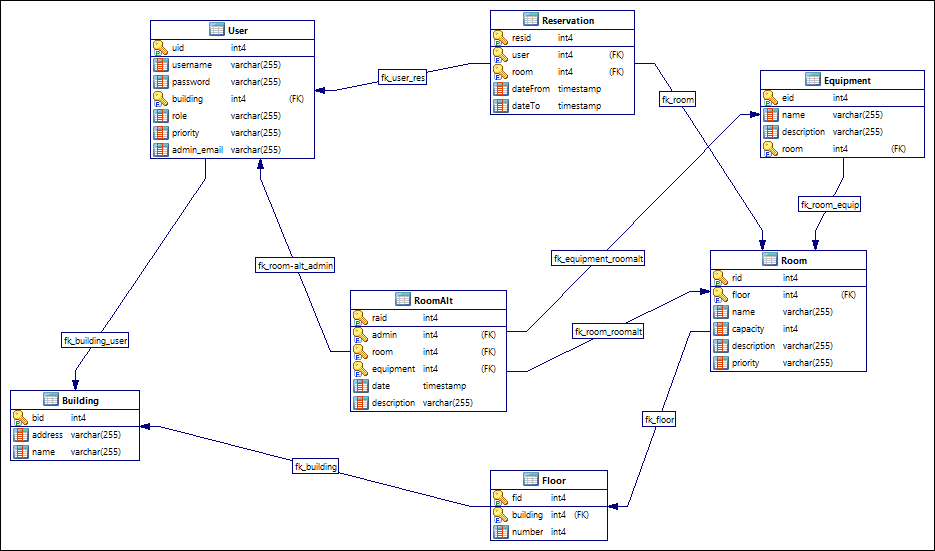 User
uid int4
username varchar(255)
password varchar(255)
building int4 (FK)
role varchar(255)
priority varchar(255)
admin_email varchar(255)
Reservation
resid int4
user int4 (FK)
room int4 (FK)
dateFrom timestamp
dateTo timestamp
Equipment
eid int4
name varchar(255)
description varchar(255)
room int4 (FK)
fk_user_res
fk_room
fk_room_equip
fk_equipment_roomalt
fk_room-alt_admin
Room
rid int4
floor int4 (FK)
name varchar(255)
capacity int4
description varchar(255)
priority varchar(255)
RoomAlt
raid int4
admin int4 (FK)
room int4 (FK)
equipment int4 (FK)
date timestamp
description varchar(255)
fk_room_roomalt
fk_building_user
Building
bid int4
address varchar(255)
name varchar(255)
fk_floor
fk_building
Floor
fid int4
building int4 (FK)
number int4